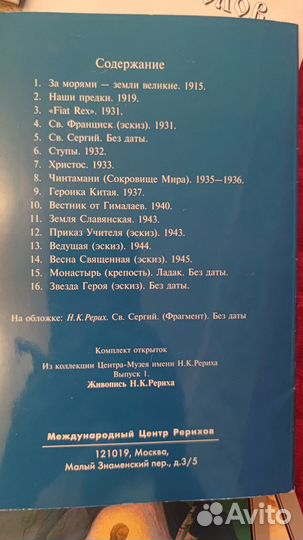 Содержание
1. За морями — земли великие. 1915.
2. Наши предки. 1919.
3. «Fiat Rex». 1931.
4. Св. Франциск (эскиз). 1931.
5. Св. Сергий. Без даты.
6. Ступы. 1932.
7. Христос. 1933.
8. Чинтамани (Сокровище Мира). 1935—1936.
9. Героика Китая. 1937.
10. Вестник от Гималаев. 1940.
11. Земля Славянская. 1943.
12. Приказ Учителя (эскиз). 1943.
13. Ведущая (эскиз). 1944.
14. Весна Священная (эскиз). 1945.
15. Монастырь (крепость). Ладак. Без даты.
16. Звезда Героя (эскиз). Без даты.
На обложке: Н.К.Рерих. Св. Сергий. (Фрагмент). Без даты
Комплект открыток
Из коллекции Центра-Музея имени Н.К.Рериха
Выпуск 1.
Живопись Н.К.Рериха
Международный Центр Рерихов
121019, Москва,
Малый Знаменский пер., д.3/5
Avito